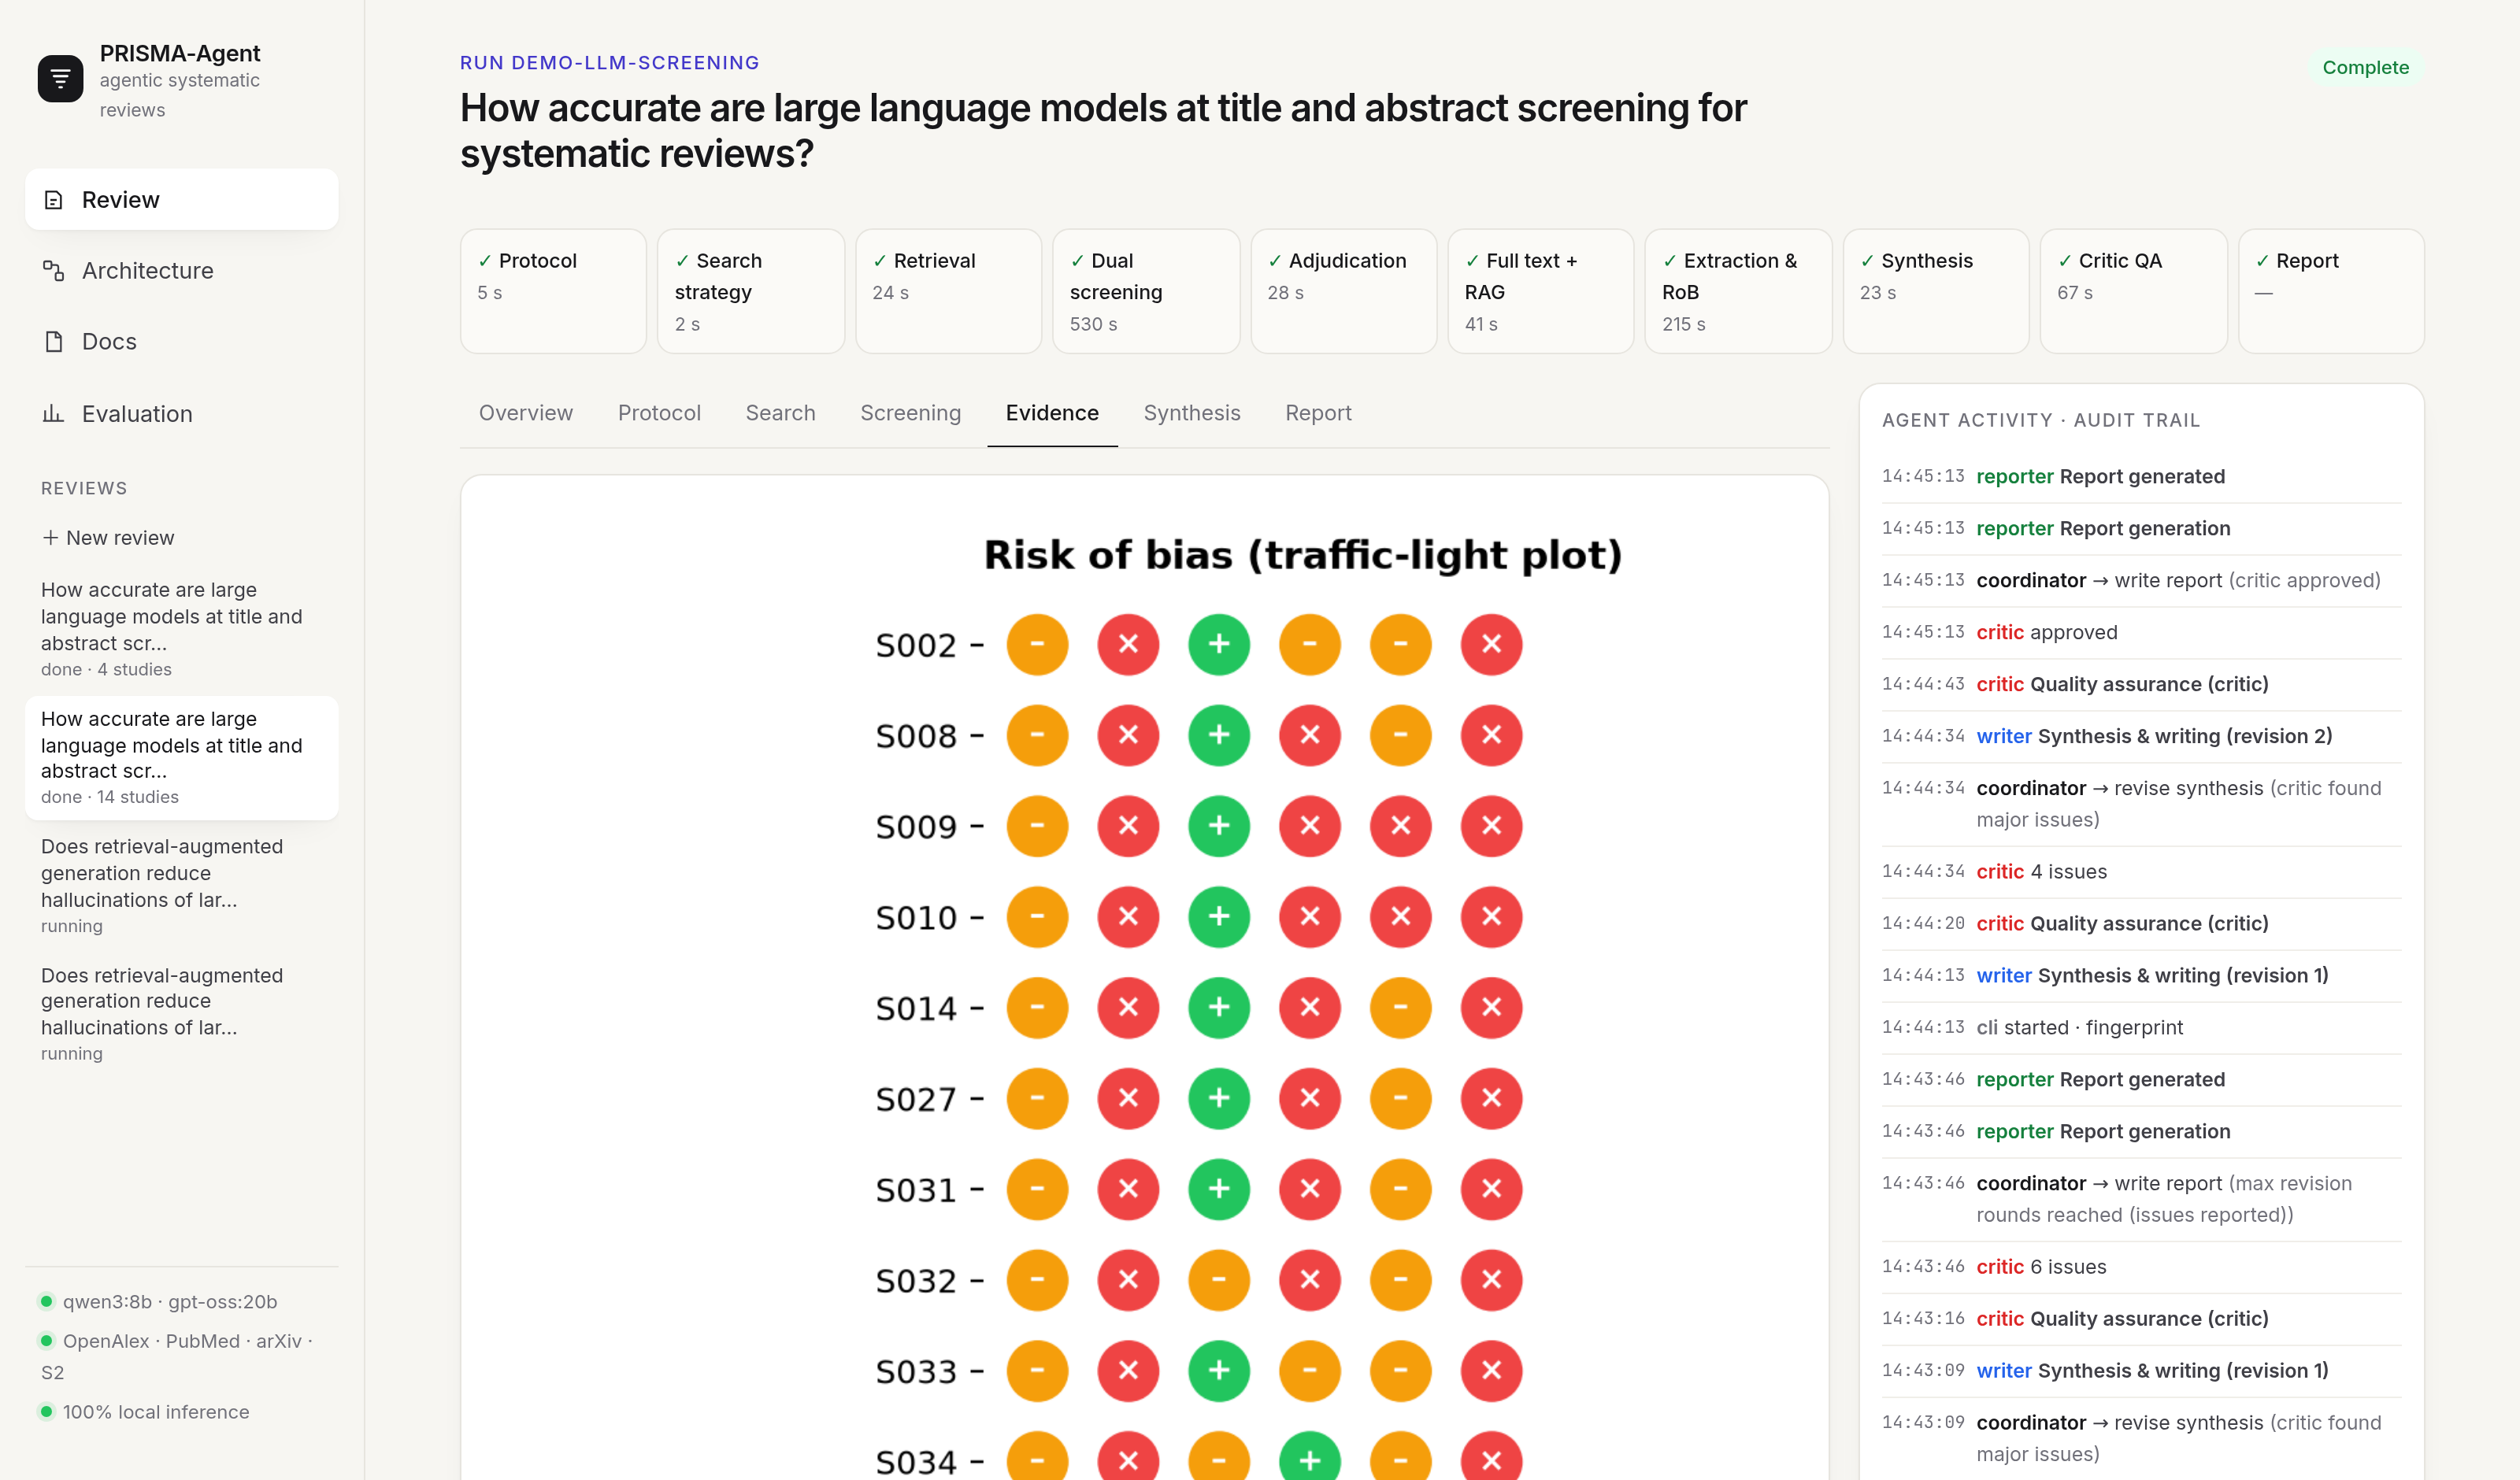 PRISMA-Agent
agentic systematic
reviews
Review
Architecture
Docs
Evaluation
REVIEWS
+ New review
How accurate are large
language models at title and
abstract scr...
done · 4 studies
How accurate are large
language models at title and
abstract scr...
done · 14 studies
Does retrieval-augmented
generation reduce
hallucinations of lar...
running
Does retrieval-augmented
generation reduce
hallucinations of lar...
running
qwen3:8b · gpt-oss:20b
OpenAlex · PubMed · arXiv ·
S2
100% local inference
RUN DEMO-LLM-SCREENING
Complete
How accurate are large language models at title and abstract screening for
systematic reviews?
✓ Protocol
5 s
✓ Search
strategy
2 s
✓ Retrieval
24 s
✓ Dual
screening
530 s
✓ Adjudication
28 s
✓ Full text +
RAG
41 s
✓ Extraction &
RoB
215 s
✓ Synthesis
23 s
✓ Critic QA
67 s
✓ Report
—
Overview Protocol Search Screening Evidence Synthesis Report
Risk of bias (traffic-light plot)
S002 – - × + - - ×
S008 – - × + × - ×
S009 – - × + × × ×
S010 – - × + × × ×
S014 – - × + × - ×
S027 – - × + × - ×
S031 – - × + × - ×
S032 – - × - × - ×
S033 – - × + - - ×
S034 – - × - + - ×
AGENT ACTIVITY · AUDIT TRAIL
14:45:13 reporter Report generated
14:45:13 reporter Report generation
14:45:13 coordinator → write report (critic approved)
14:45:13 critic approved
14:44:43 critic Quality assurance (critic)
14:44:34 writer Synthesis & writing (revision 2)
14:44:34 coordinator → revise synthesis (critic found
major issues)
14:44:34 critic 4 issues
14:44:20 critic Quality assurance (critic)
14:44:13 writer Synthesis & writing (revision 1)
14:44:13 cli started · fingerprint
14:43:46 reporter Report generated
14:43:46 reporter Report generation
14:43:46 coordinator → write report (max revision
rounds reached (issues reported))
14:43:46 critic 6 issues
14:43:16 critic Quality assurance (critic)
14:43:09 writer Synthesis & writing (revision 1)
14:43:09 coordinator → revise synthesis (critic found
major issues)